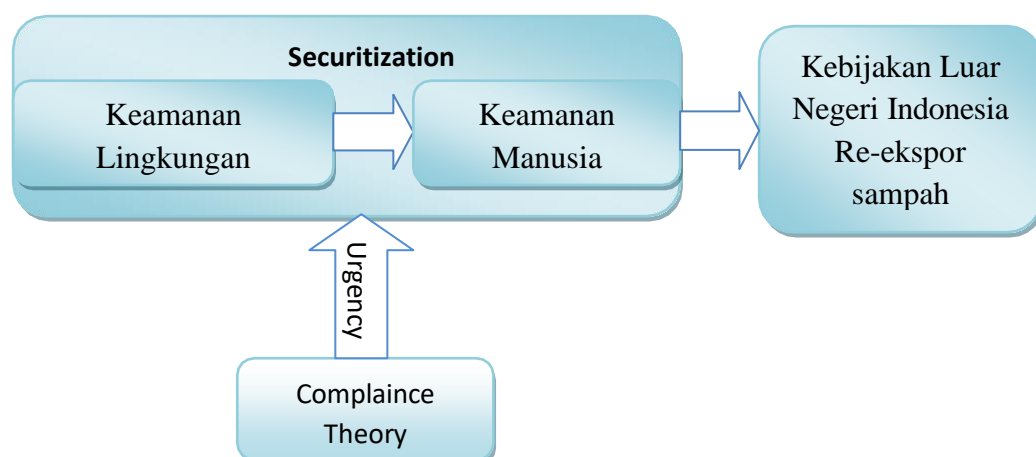 Securitization
Keamanan
Lingkungan
Keamanan
Manusia
Kebijakan Luar
Negeri Indonesia
Re-ekspor
sampah
Urgency
Complaince
Theory